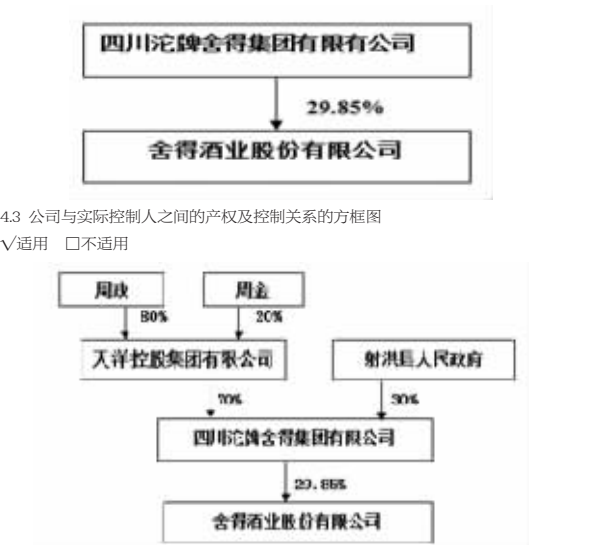 四川沱牌舍得集团有限有公司
29.85%
舍得酒业股份有限公司
4.3 公司与实际控制人之间的产权及控制关系的方框图
√适用 □不适用
周政 周金
80% 20%
天洋控股集团有限公司 射洪县人民政府
70% 30%
四川沱牌舍得集团有限公司
29.85%
舍得酒业股份有限公司